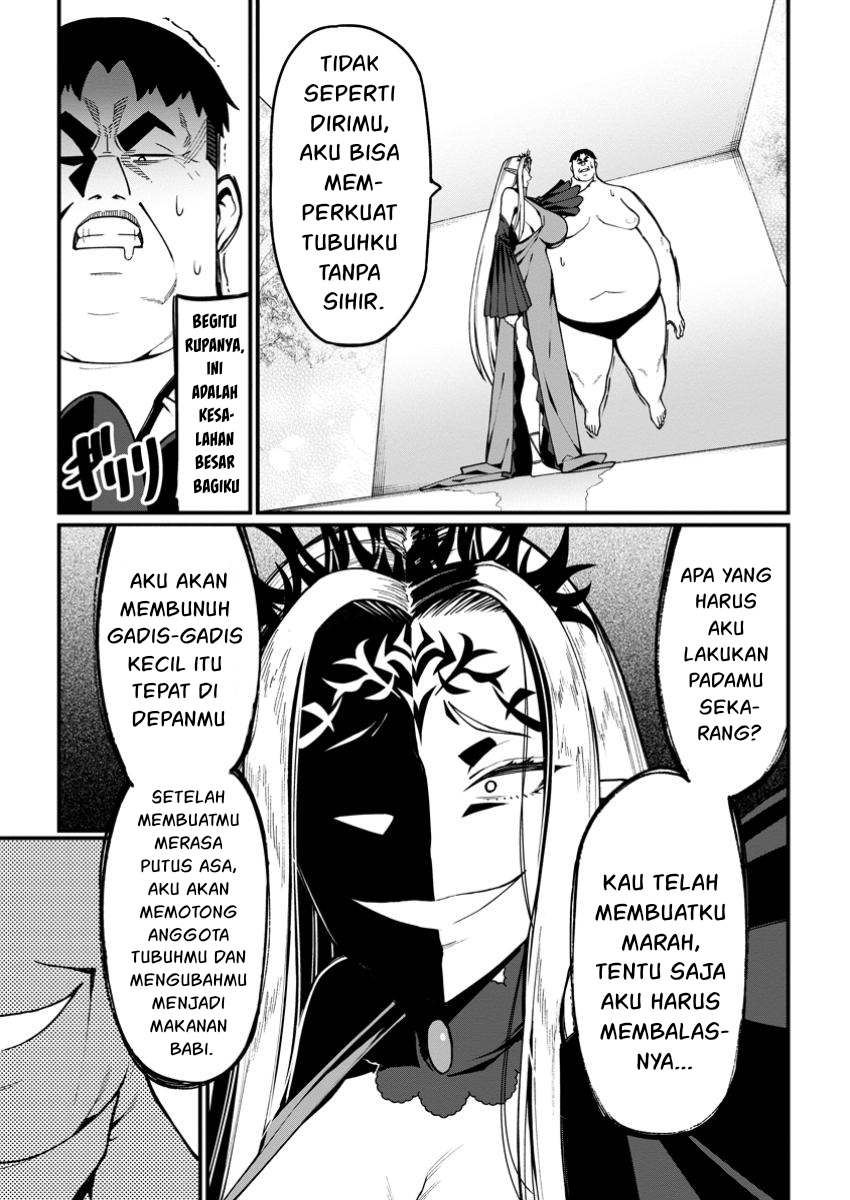 TIDAK
SEPERTI
DIRIMU,
AKU BISA
MEM-
PERKUAT
TUBUHKU
TANPA
SIHIR.
BEGITU
RUPANYA,
INI
ADALAH
KESA-
LAHAN
BESAR
BAGIKU
ギリリ
APA YANG
HARUS
AKU
LAKUKAN
PADAMU
SEKA-
RANG?
KAU TELAH
MEMBUATKU
MARAH,
TENTU SAJA
AKU HARUS
MEMBALAS-
NYA...
AKU AKAN
MEMBUNUH
GADIS-GADIS
KECIL ITU
TEPAT DI
DEPANMU
SETELAH
MEMBUATMU
MERASA
PUTUS ASA,
AKU AKAN
MEMOTONG
ANGGOTA
TUBUHMU DAN
MENGUBAHMU
MENJADI
MAKANAN
BABI.